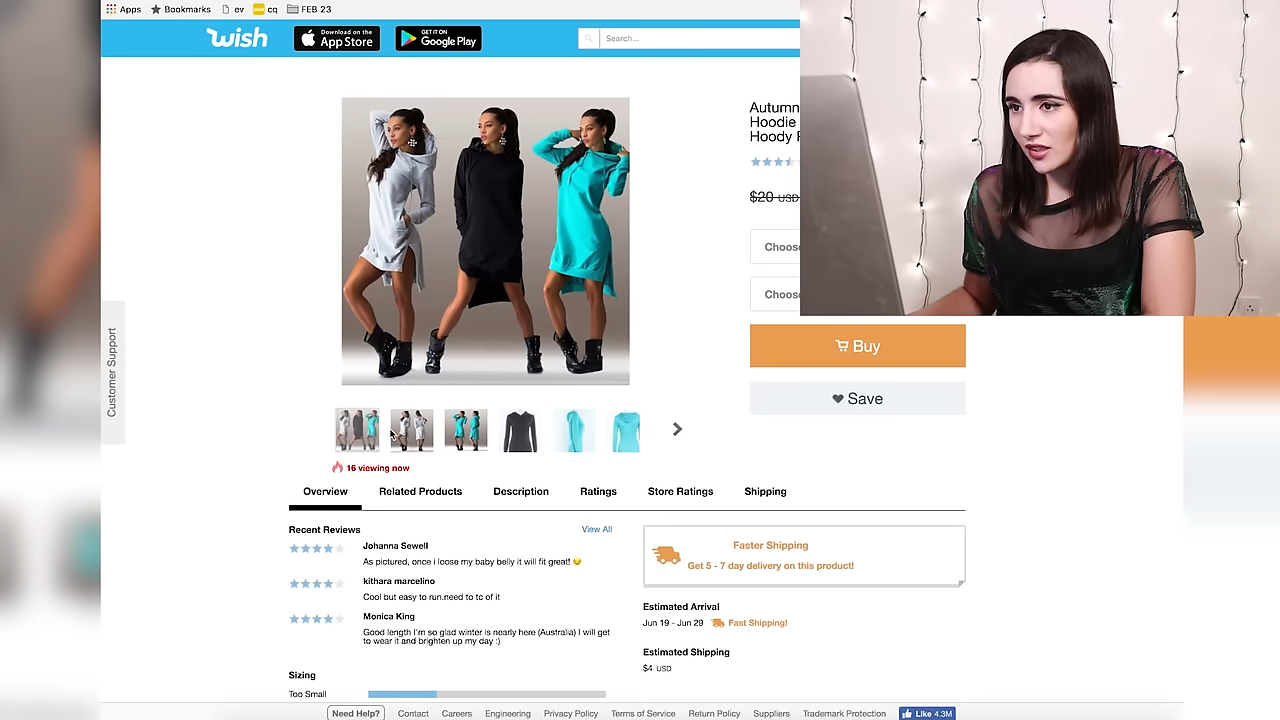 Apps
Bookmarks
ev
cq
FEB 23
wish
Download on the
App Store
GET IT ON
Google Play
Search...
Autumn
Hoodie
Hoody
$20 USD
Choose
Choose
Buy
Save
Customer Support
16 viewing now
Overview
Related Products
Description
Ratings
Store Ratings
Shipping
Recent Reviews
View All
Johanna Sewell
As pictured, once i loose my baby belly it will fit great! 😂
kithara marcelino
Cool but easy to run.need to tc of it
Monica King
Good length I'm so glad winter is nearly here (Australia) I will get
to wear it and brighten up my day :)
Sizing
Too Small
Faster Shipping
Get 5 - 7 day delivery on this product!
Estimated Arrival
Jun 19 - Jun 29
Fast Shipping!
Estimated Shipping
$4 USD
Need Help?
Contact
Careers
Engineering
Privacy Policy
Terms of Service
Return Policy
Suppliers
Trademark Protection
Like 4.3M